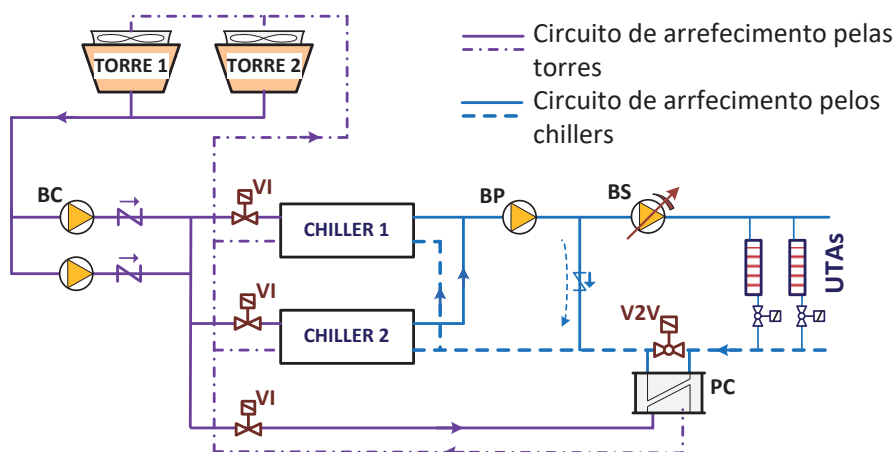 TORRE 1
TORRE 2
Circuito de arrefecimento pelas
torres
Circuito de arrfecimento pelos
chillers
BC
VI
CHILLER 1
BP
BS
UTAs
VI
CHILLER 2
V2V
PC
VI